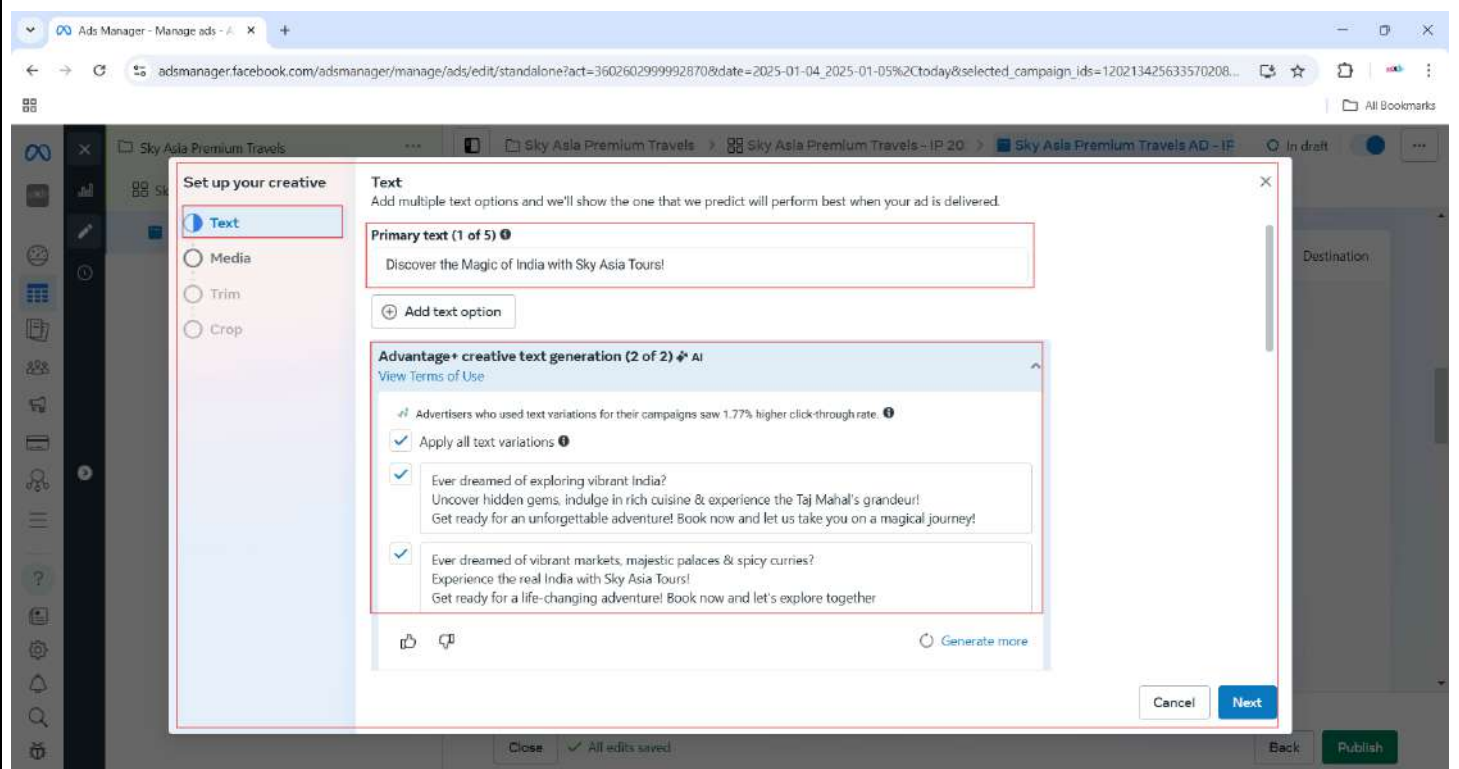 Ads Manager - Manage ads - A
adsmanager.facebook.com/adsmanager/manage/ads/edit/standalone?act=3602602999992870&date=2025-01-04_2025-01-05%2Ctoday&selected_campaign_ids=120213425633570208...
All Bookmarks
Sky Asia Premium Travels
Sky Asia Premium Travels > Sky Asia Premium Travels - IP 20 > Sky Asia Premium Travels AD - IF
In draft
Sk
Set up your creative
Text
Media
Trim
Crop
Text
Add multiple text options and we'll show the one that we predict will perform best when your ad is delivered.
Primary text (1 of 5)
Discover the Magic of India with Sky Asia Tours!
Add text option
Advantage+ creative text generation (2 of 2) AI
View Terms of Use
Advertisers who used text variations for their campaigns saw 1.77% higher click-through rate.
Apply all text variations
Ever dreamed of exploring vibrant India?
Uncover hidden gems, indulge in rich cuisine & experience the Taj Mahal's grandeur!
Get ready for an unforgettable adventure! Book now and let us take you on a magical journey!
Ever dreamed of vibrant markets, majestic palaces & spicy curries?
Experience the real India with Sky Asia Tours!
Get ready for a life-changing adventure! Book now and let's explore together
Generate more
Cancel
Next
Destination
Close
All edits saved
Back
Publish